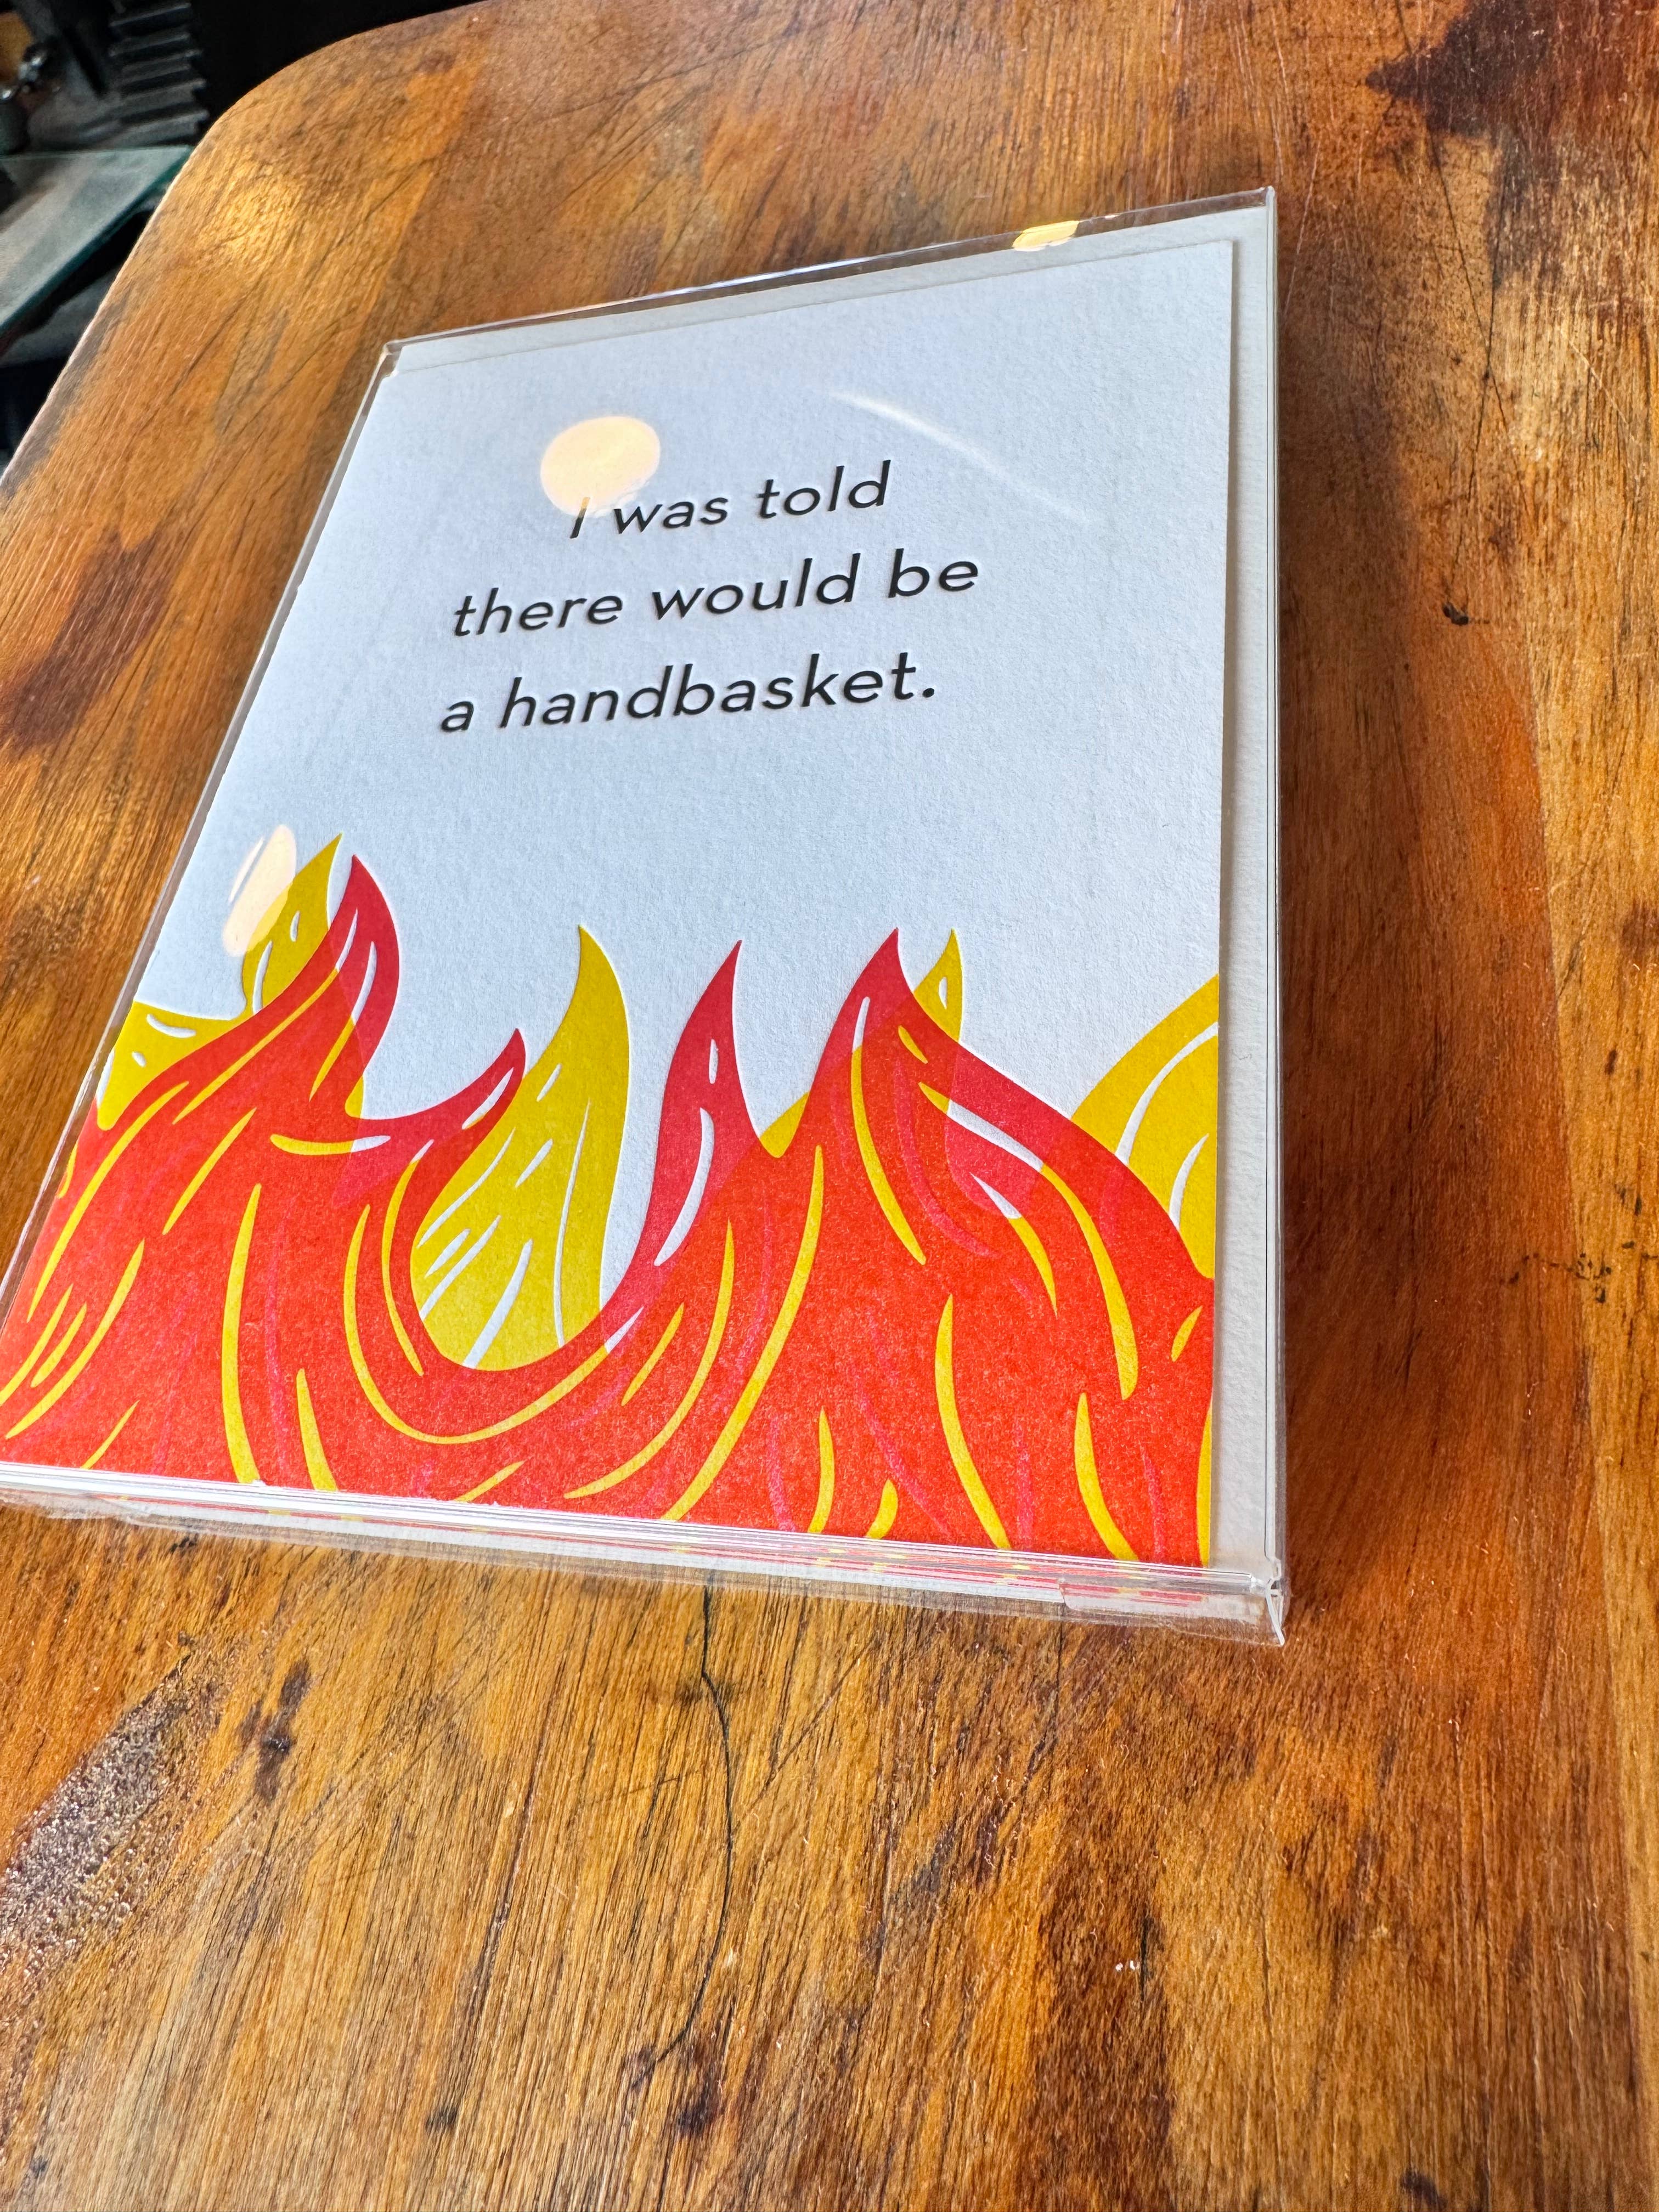 I was told
there would be
a handbasket.